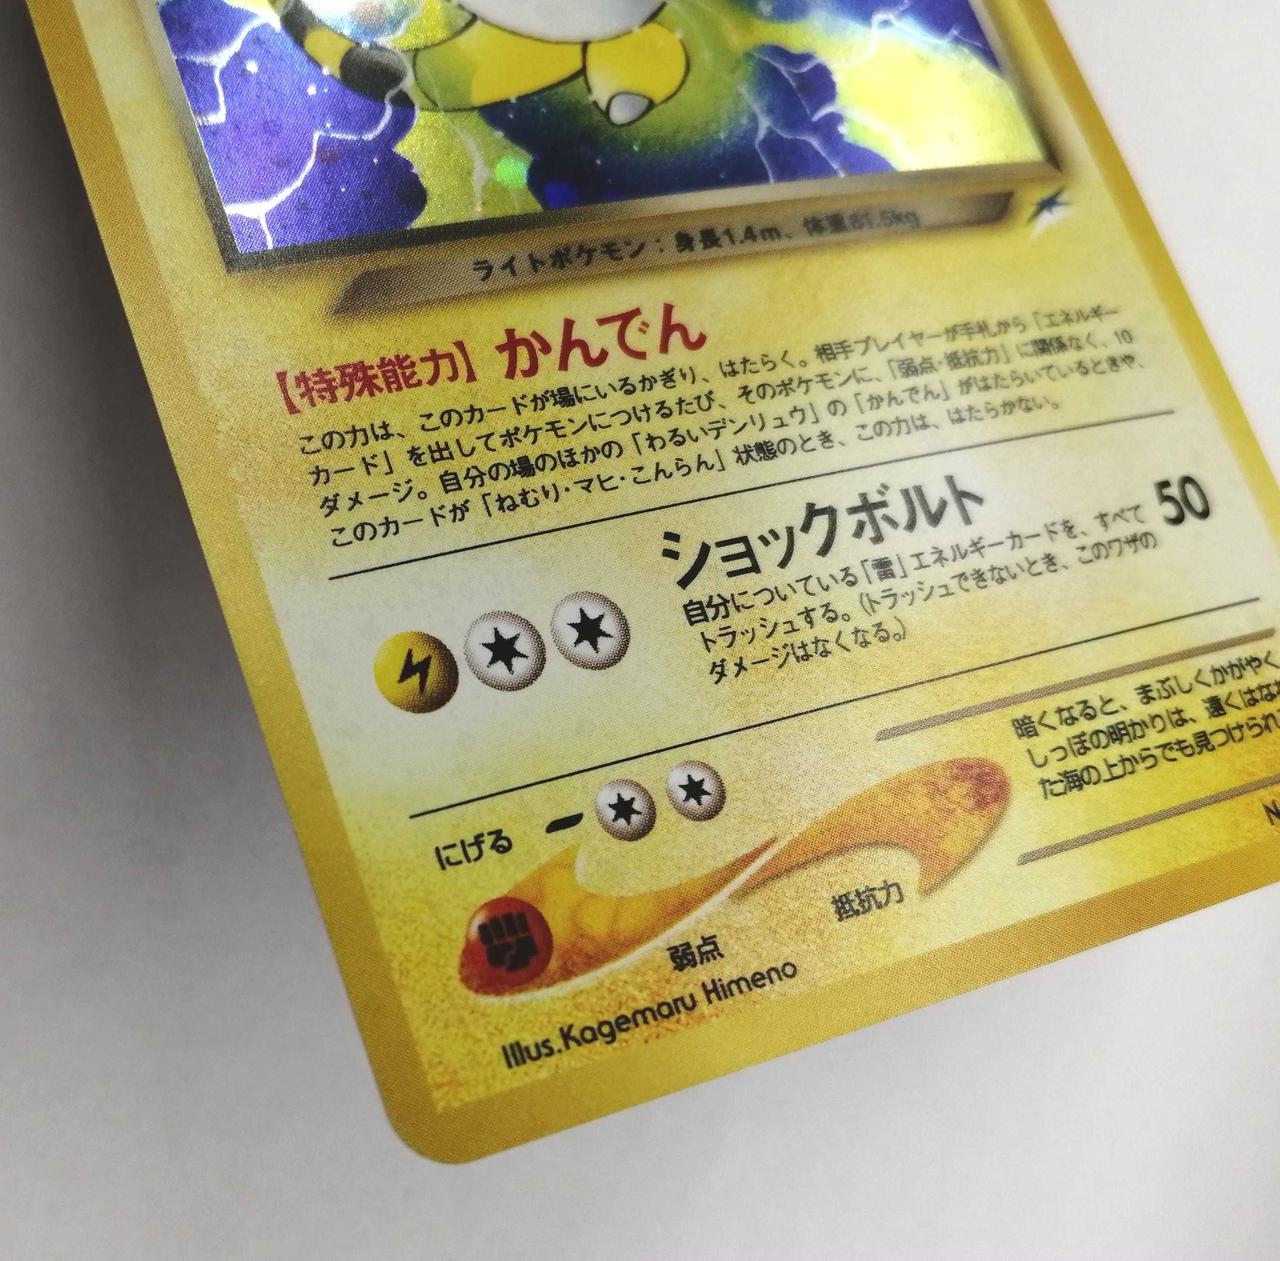 ライトポケモン：身長1.4m、体重61.5kg
【特殊能力】かんでん
この力は、このカードが場にいるかぎり、はたらく。相手プレイヤーが手札から「エネルギー
カード」を出してポケモンにつけるたび、そのポケモンに、「弱点・抵抗力」に関係なく、10
ダメージ。自分の場のほかの「わるいデンリュウ」の「かんでん」がはたらいているときや、
このカードが「ねむり・マヒ・こんらん」状態のとき、この力は、はたらかない。
ショックボルト 50
自分についている「雷」エネルギーカードを、すべて
トラッシュする。（トラッシュできないとき、このワザの
ダメージはなくなる。）
暗くなると、まぶしくかがやく
しっぽの明かりは、遠くはなれ
た海の上からでも見つけられ
にげる
抵抗力
弱点
Illus.Kagemaru Himeno